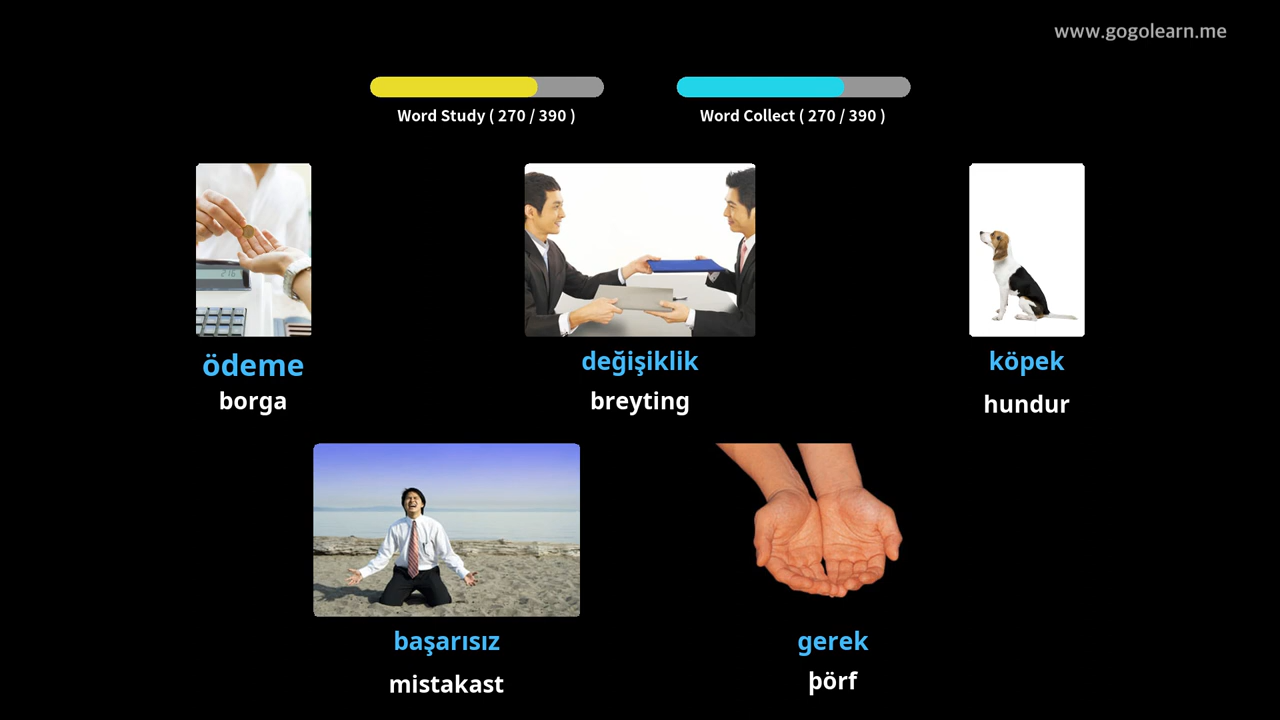 www.gogolearn.me
Word Study ( 270 / 390 )
Word Collect ( 270 / 390 )
ödeme
borga
değişiklik
breyting
köpek
hundur
başarısız
mistakast
gerek
þörf